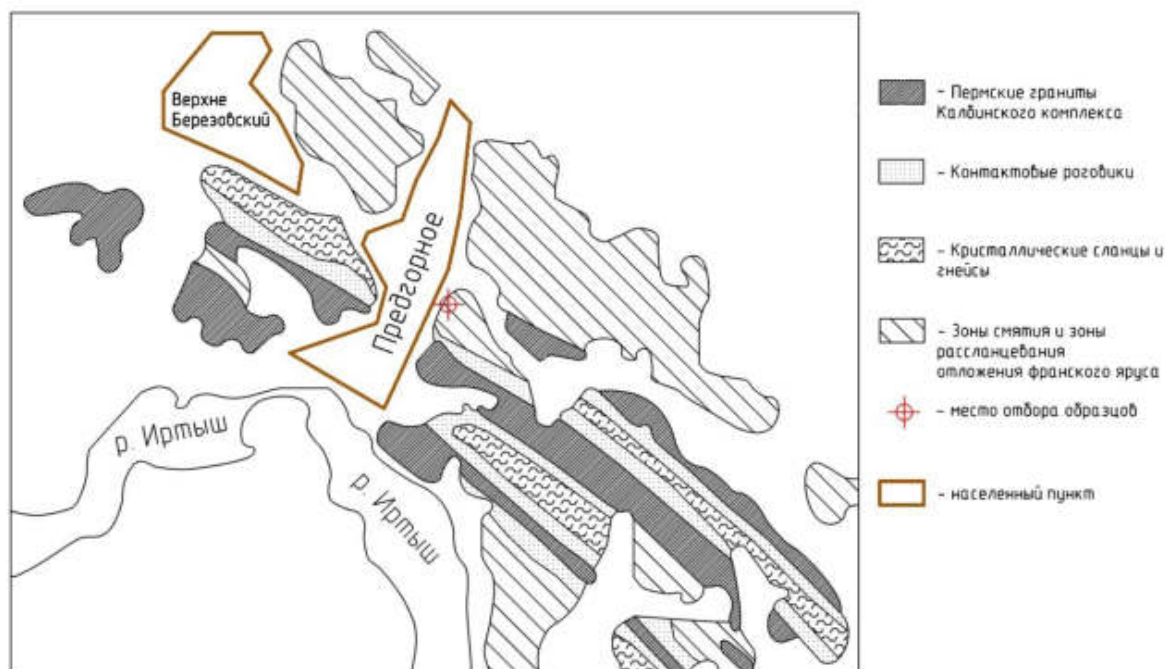 Верхне
Березовский
Предгорное
р. Иртыш
р. Иртыш
- Пермские граниты
Калбинского комплекса
- Контактовые роговики
- Кристаллические сланцы и
гнейсы
- Зоны смятия и зоны
рассланцевания
отложения франского яруса
- место отбора образцов
- населенный пункт